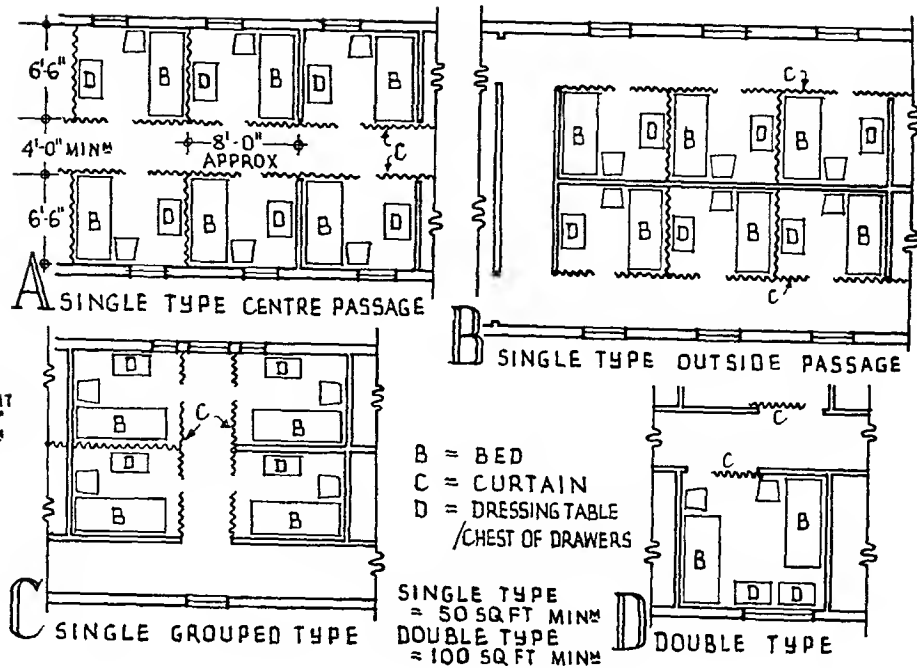 6'-6"
4'-0" MINM
6'-6"
D B D B D B
8'-0"
APPROX
C
B D B D B D
A SINGLE TYPE CENTRE PASSAGE
C
B D B D B D
D B D B D B
C
B SINGLE TYPE OUTSIDE PASSAGE
D D
B C B
D D
B B
C SINGLE GROUPED TYPE
B = BED
C = CURTAIN
D = DRESSING TABLE
/CHEST OF DRAWERS
SINGLE TYPE
= 50 SQ FT MINM
DOUBLE TYPE
= 100 SQ FT MINM
C
C
B B
D D
D DOUBLE TYPE